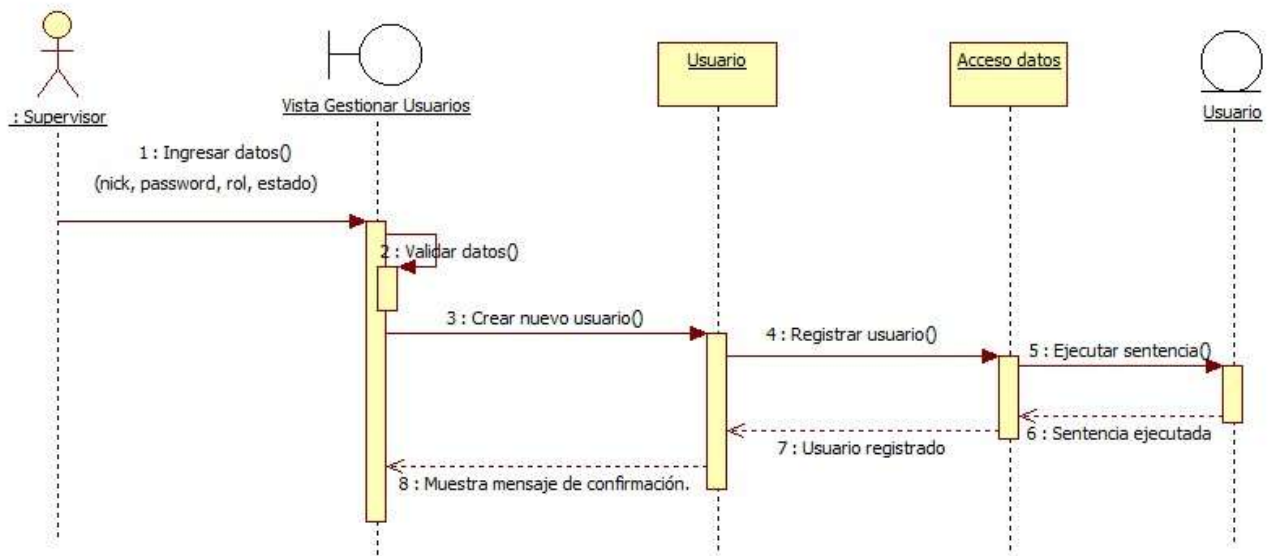 : Supervisor
Vista Gestionar Usuarios
Usuario
Acceso datos
Usuario
1 : Ingresar datos()
(nick, password, rol, estado)
2 : Validar datos()
3 : Crear nuevo usuario()
4 : Registrar usuario()
5 : Ejecutar sentencia()
6 : Sentencia ejecutada
7 : Usuario registrado
8 : Muestra mensaje de confirmación.